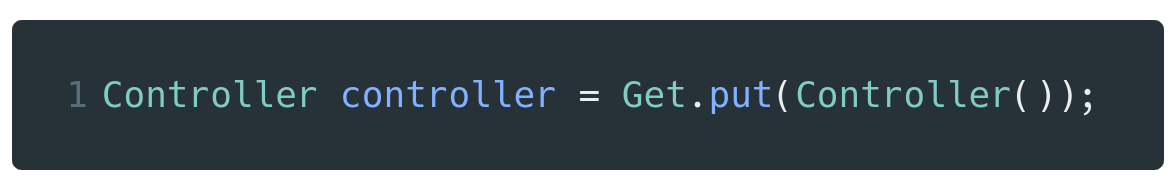 1 Controller controller = Get.put(Controller());